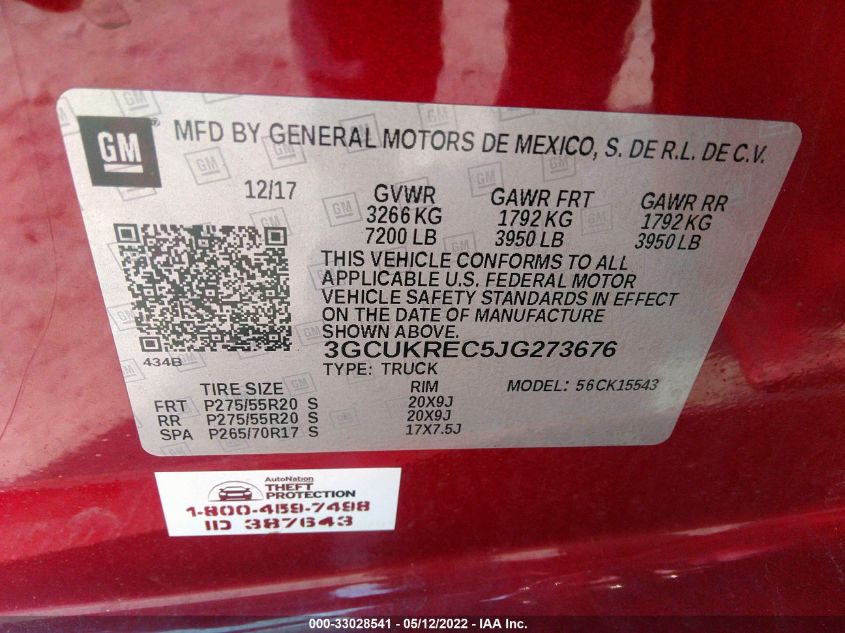 GM
MFD BY GENERAL MOTORS DE MEXICO, S. DE R.L. DE C.V.
12/17 GVWR GAWR FRT GAWR RR
3266 KG 1792 KG 1792 KG
7200 LB 3950 LB 3950 LB
THIS VEHICLE CONFORMS TO ALL
APPLICABLE U.S. FEDERAL MOTOR
VEHICLE SAFETY STANDARDS IN EFFECT
ON THE DATE OF MANUFACTURE
SHOWN ABOVE.
434B 3GCUKREC5JG273676
TYPE: TRUCK MODEL: 56CK15543
TIRE SIZE RIM
FRT P275/55R20 S 20X9J
RR P275/55R20 S 20X9J
SPA P265/70R17 S 17X7.5J
AutoNation
THEFT
PROTECTION
1-800-459-7498
ID 387643
000-33028541 - 05/12/2022 - IAA Inc.